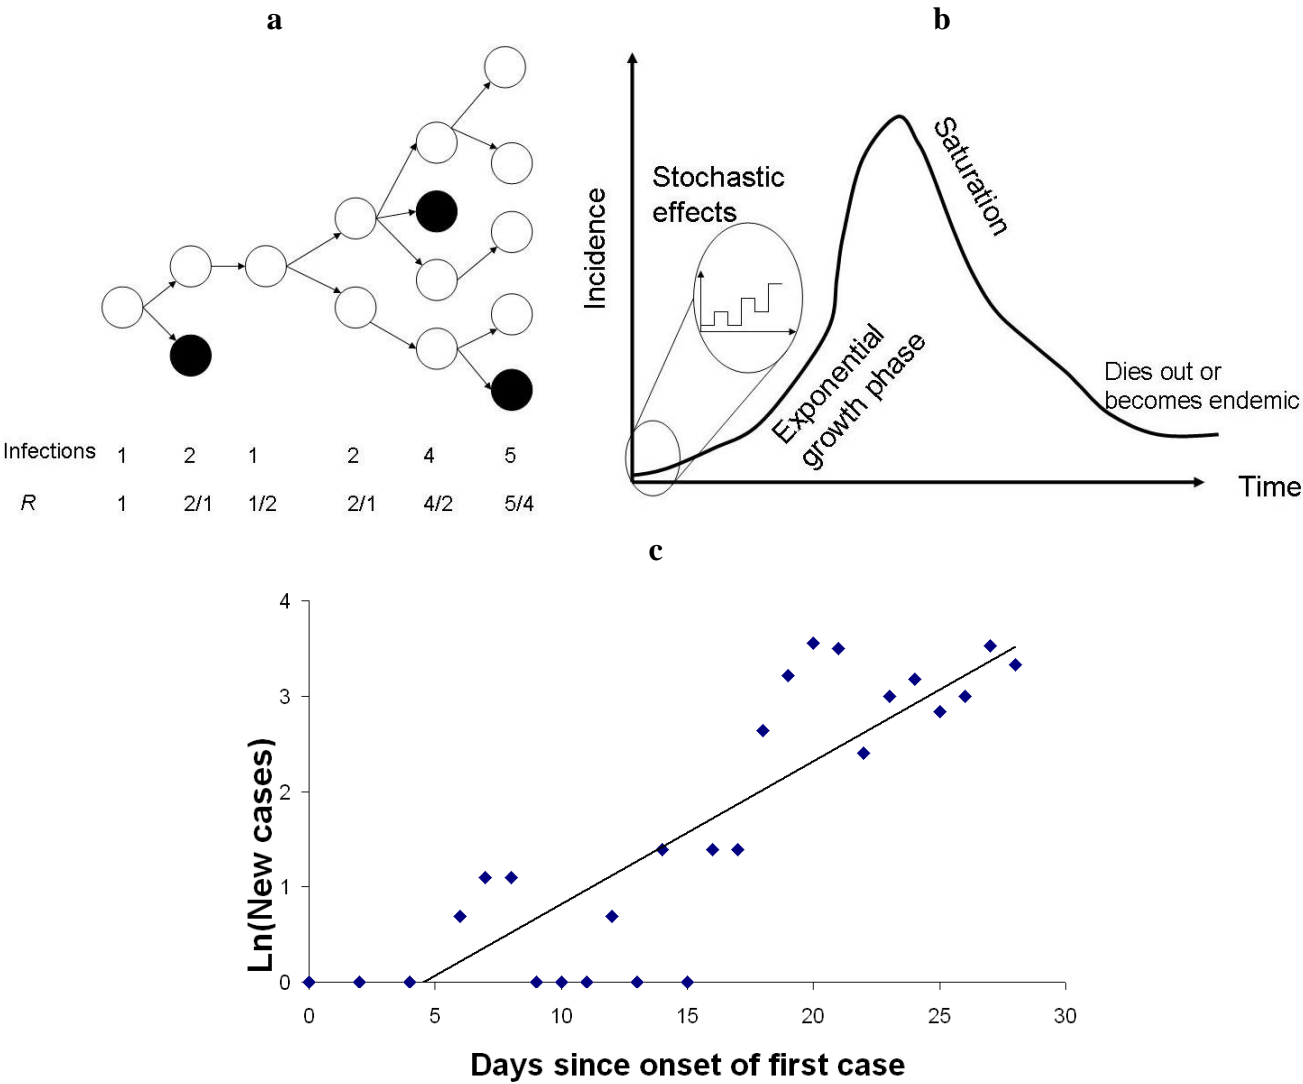 a
Infections 1 2 1 2 4 5
R 1 2/1 1/2 2/1 4/2 5/4
b
Incidence
Stochastic
effects
Exponential
growth phase
Saturation
Dies out or
becomes endemic
Time
c
Ln(New cases)
4
3
2
1
0
0 5 10 15 20 25 30
Days since onset of first case